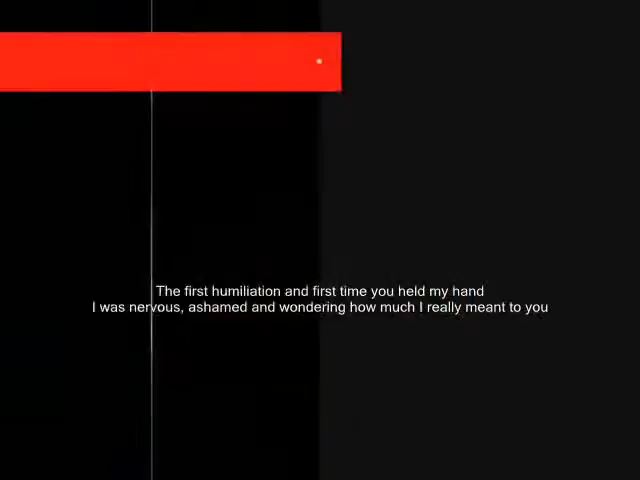 The first humiliation and first time you held my hand
I was nervous, ashamed and wondering how much I really meant to you